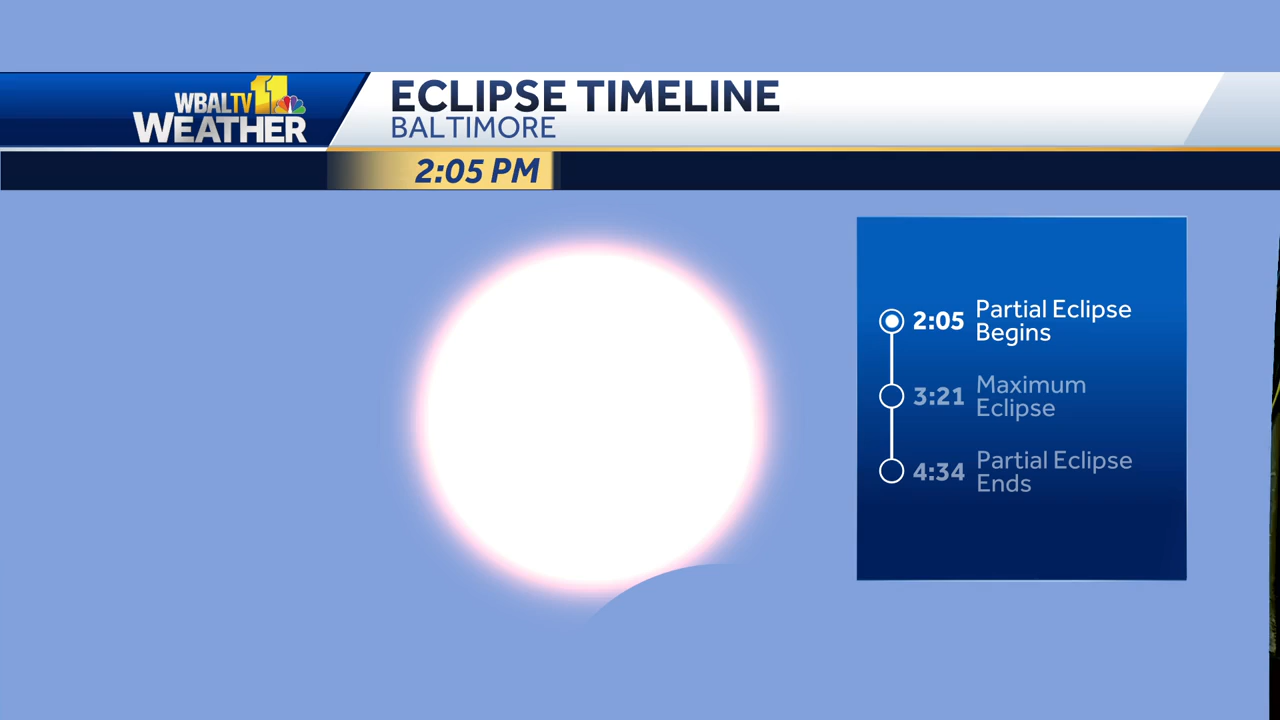 WBALTV 1
WEATHER
ECLIPSE TIMELINE
BALTIMORE
2:05 PM
2:05 Partial Eclipse
Begins
3:21 Maximum
Eclipse
4:34 Partial Eclipse
Ends